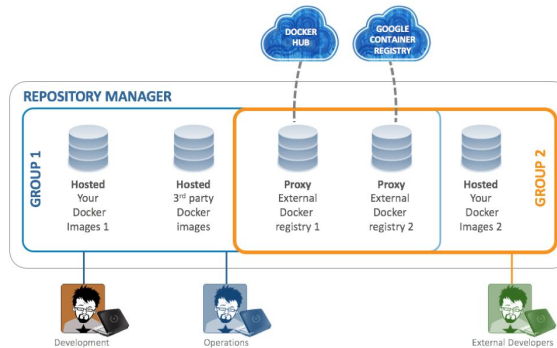 DOCKER
HUB
GOOGLE
CONTAINER
REGISTRY
REPOSITORY MANAGER
GROUP 1
Hosted
Your
Docker
Images 1
Hosted
3rd party
Docker
images
Proxy
External
Docker
registry 1
Proxy
External
Docker
registry 2
Hosted
Your
Docker
Images 2
GROUP 2
Development
Operations
External Developers